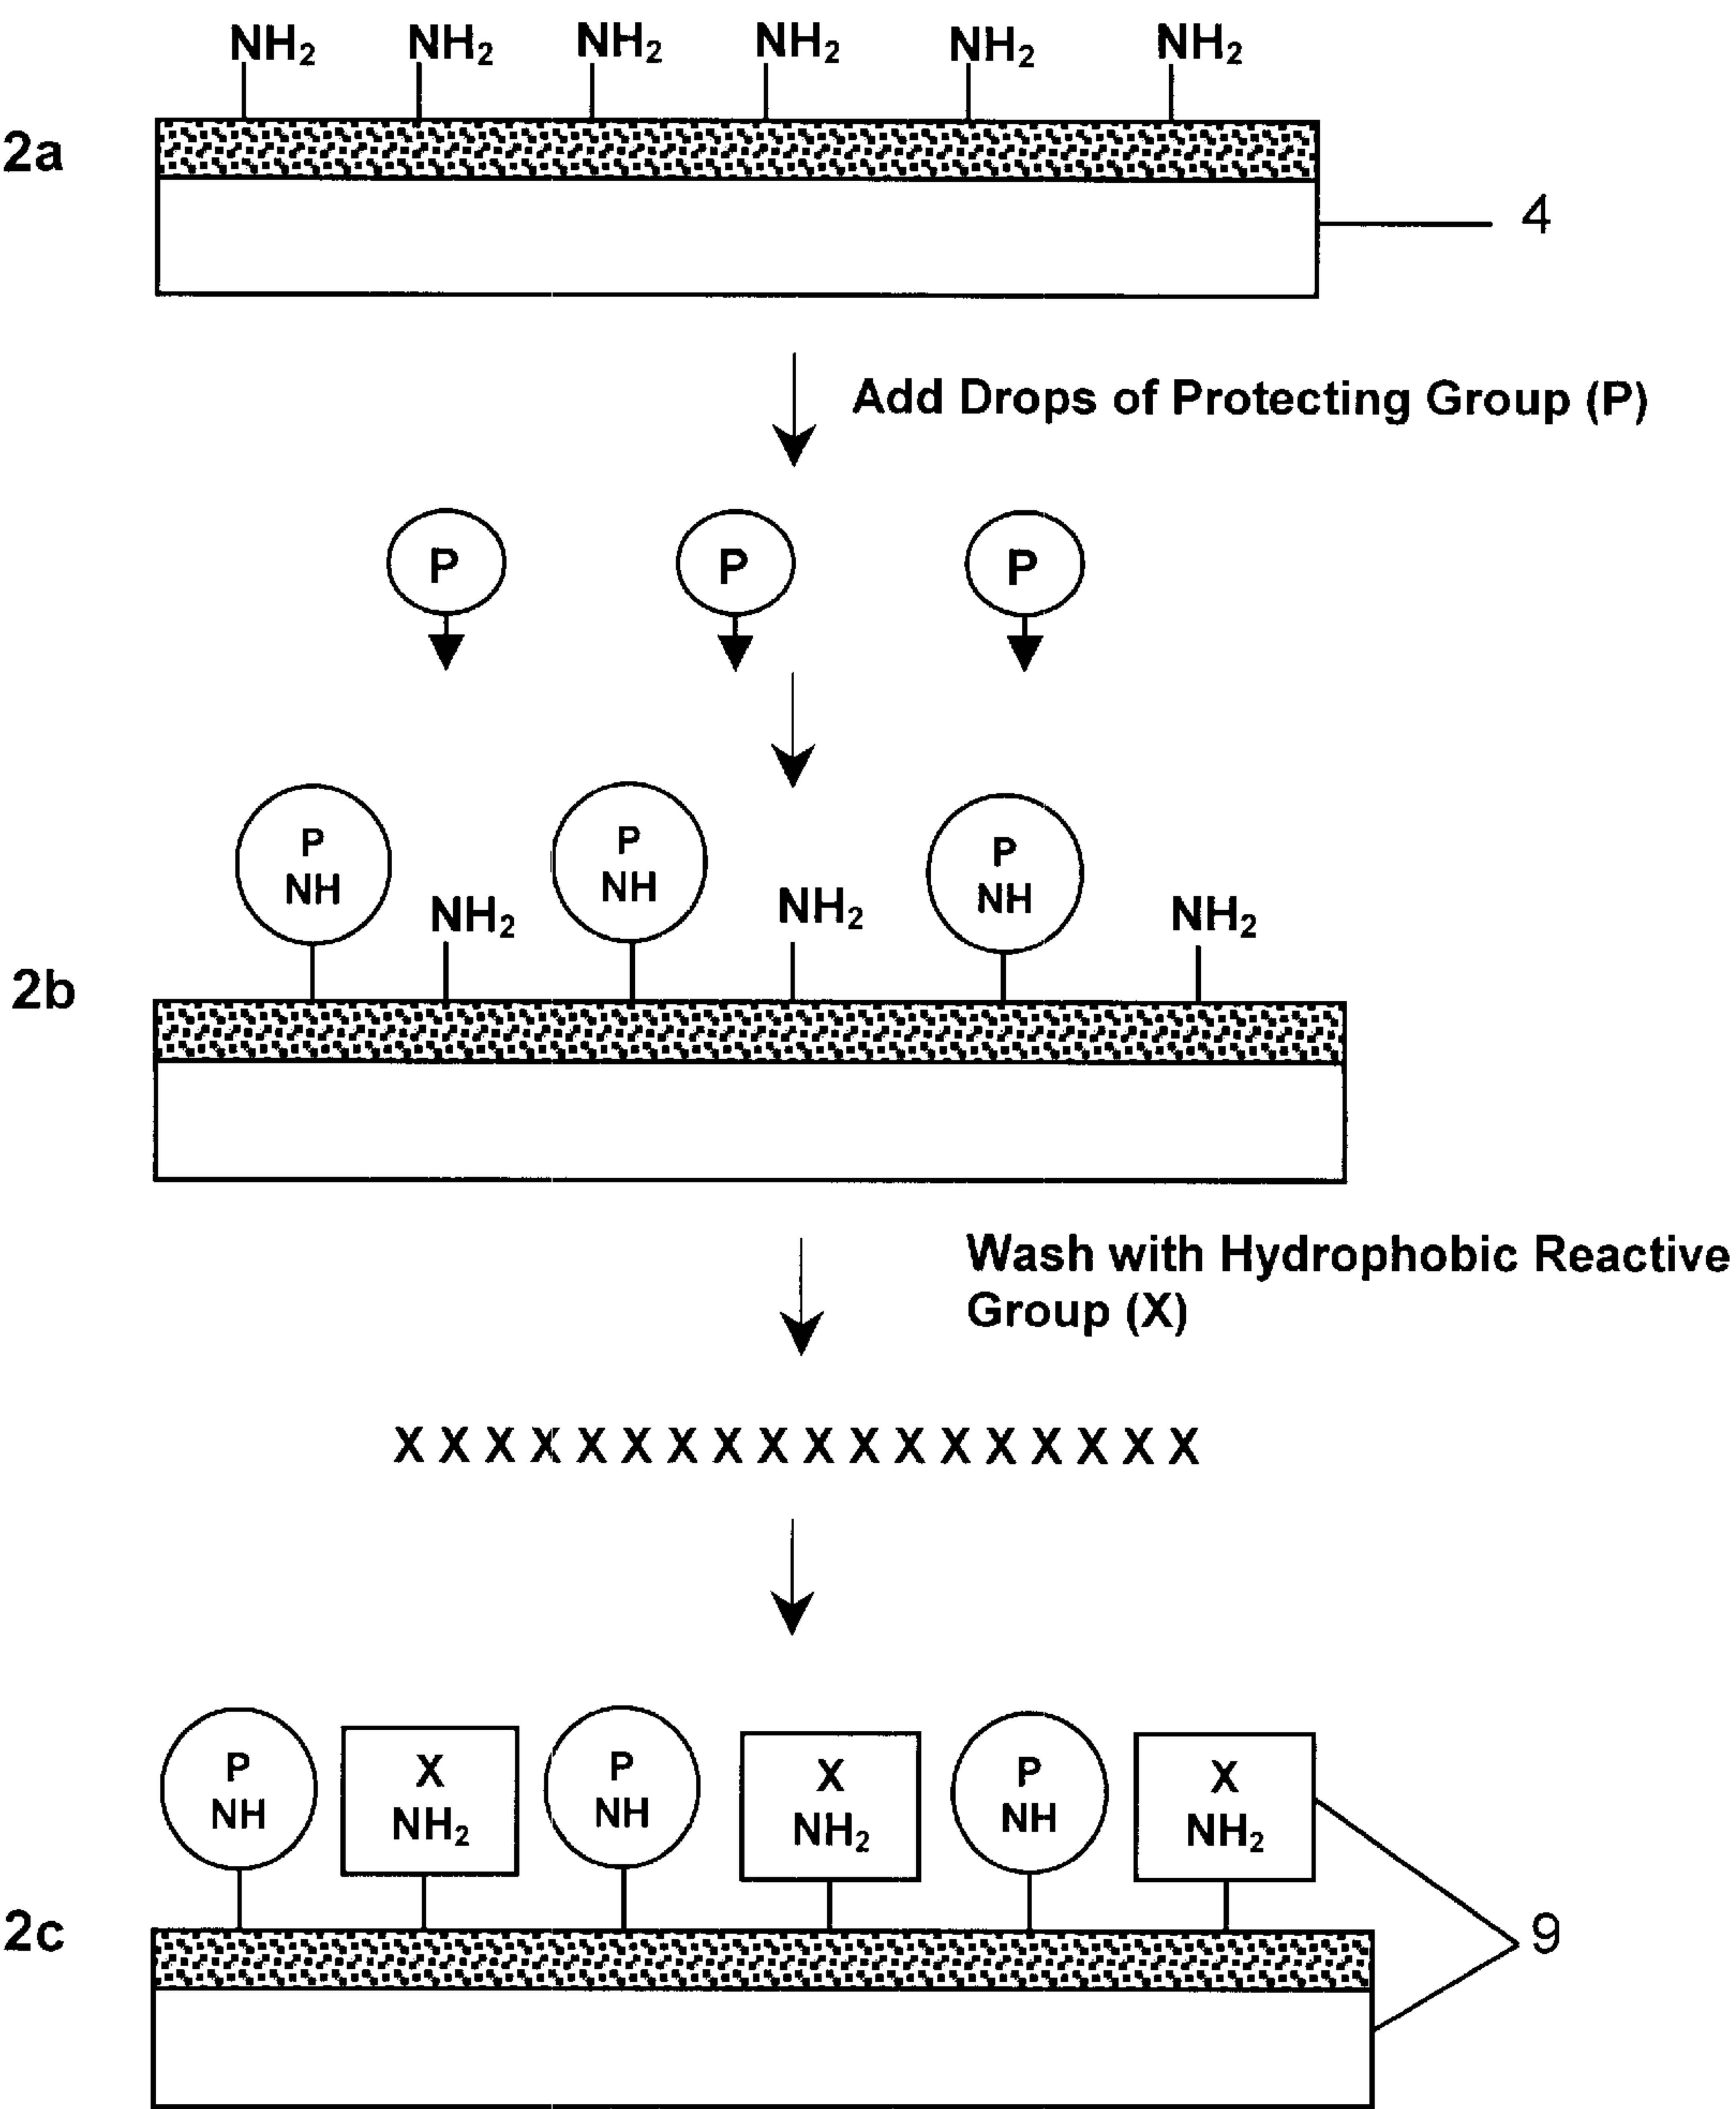 NH₂ NH₂ NH₂ NH₂ NH₂ NH₂
2a
4
Add Drops of Protecting Group (P)
P P P
P P P
NH NH NH
NH₂ NH₂ NH₂
2b
Wash with Hydrophobic Reactive
Group (X)
X X X X X X X X X X X X X X X X X X
P X P X P X
NH NH₂ NH NH₂ NH NH₂
2c
9